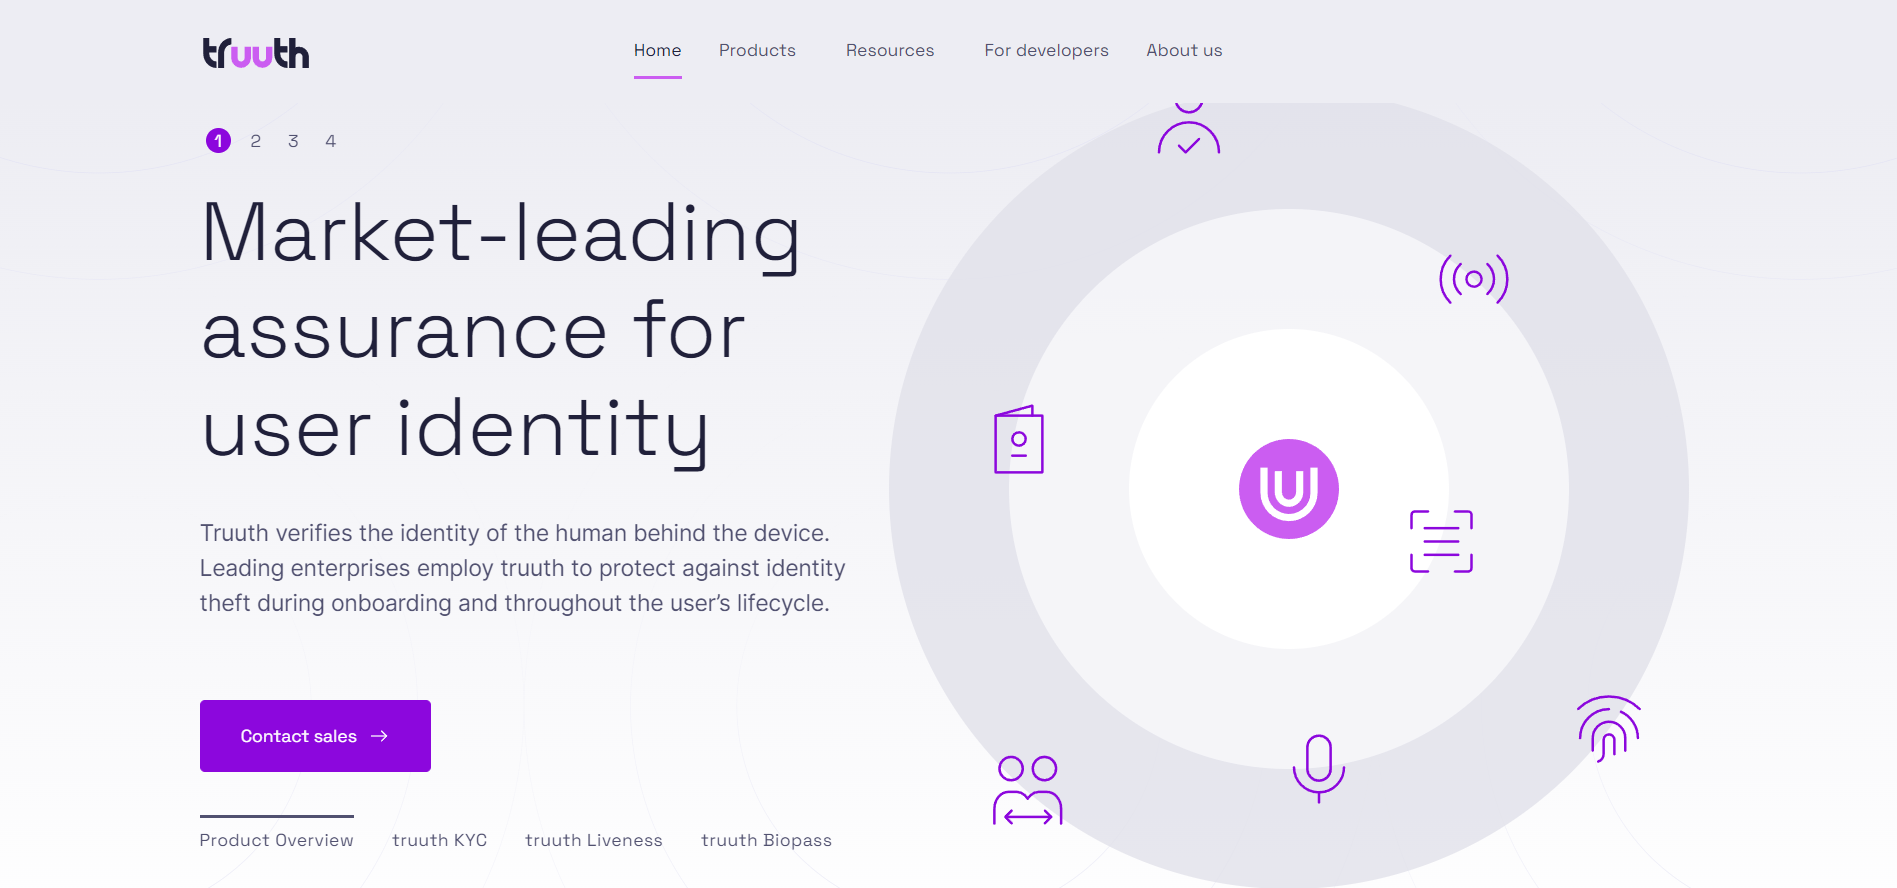 truuth
Home Products Resources For developers About us
1 2 3 4
Market-leading
assurance for
user identity
Truuth verifies the identity of the human behind the device.
Leading enterprises employ truuth to protect against identity
theft during onboarding and throughout the user’s lifecycle.
Contact sales →
Product Overview truuth KYC truuth Liveness truuth Biopass